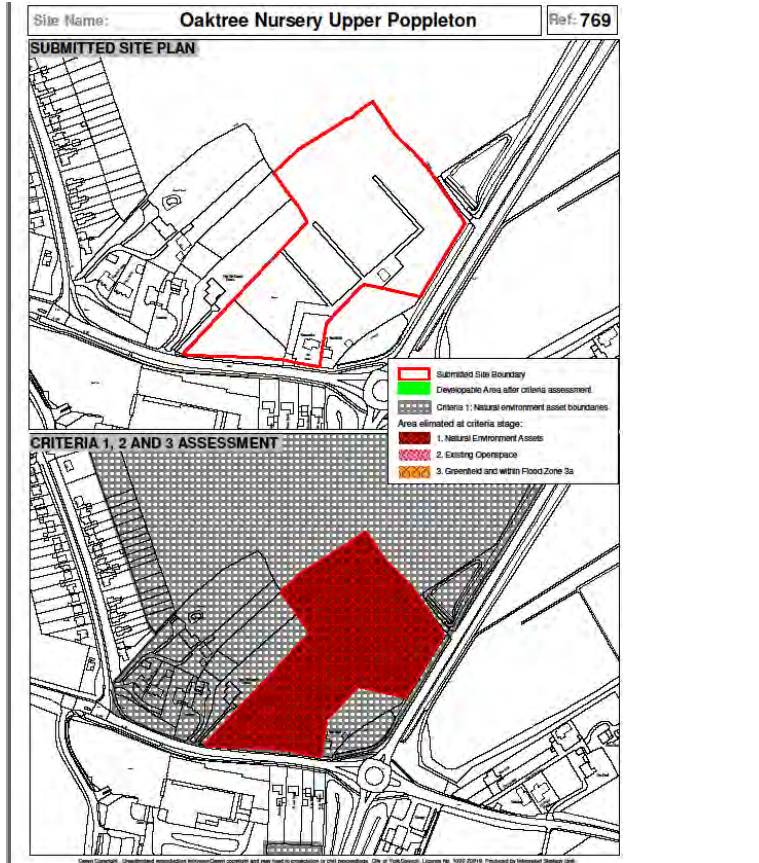 Site Name: Oaktree Nursery Upper Poppleton Ref: 769
SUBMITTED SITE PLAN
Submitted Site Boundary
Developable Area after criteria assessment
Criteria 1: Natural environment asset boundaries
Area elimated at criteria stage:
1. Natural Environment Assets
2. Existing Openspace
3. Greenfield and within Flood Zone 3a
CRITERIA 1, 2 AND 3 ASSESSMENT